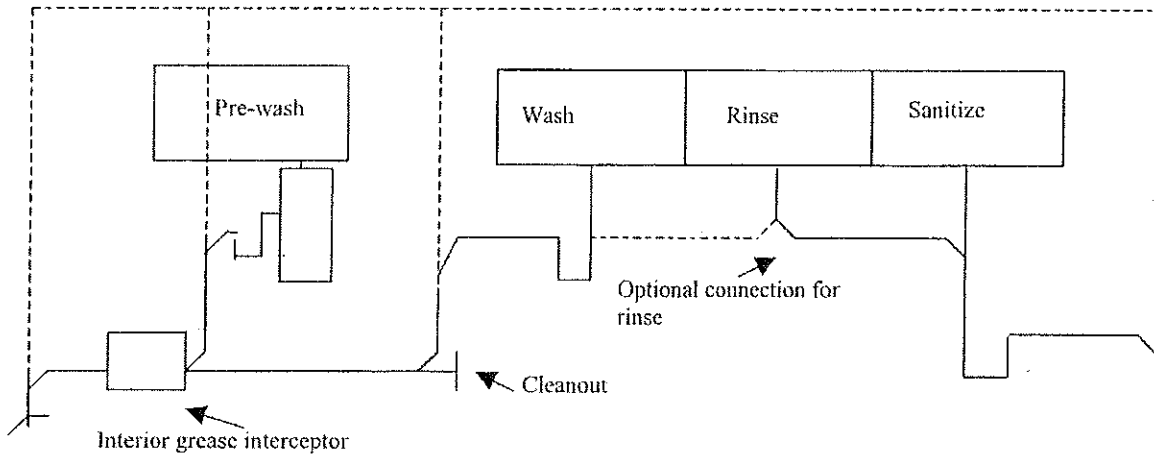 Pre-wash
Wash
Rinse
Sanitize
Optional connection for
rinse
Cleanout
Interior grease interceptor